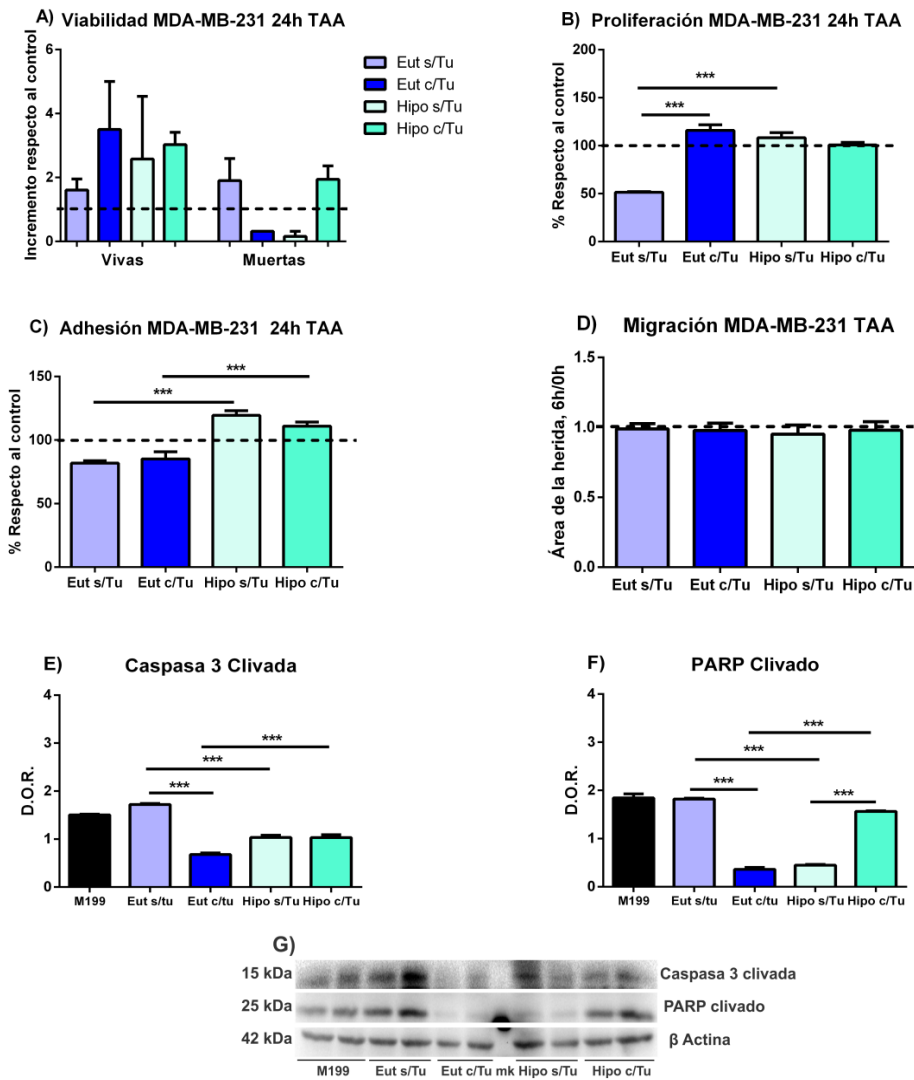 A) Viabilidad MDA-MB-231 24h TAA
Incremento respecto al control
6
4
2
0
Vivas
Muertas
Eut s/Tu
Eut c/Tu
Hipo s/Tu
Hipo c/Tu
B) Proliferación MDA-MB-231 24h TAA
% Respecto al control
200
150
100
50
0
***
***
Eut s/Tu Eut c/Tu Hipo s/Tu Hipo c/Tu
C) Adhesión MDA-MB-231 24h TAA
% Respecto al control
150
100
50
0
***
***
Eut s/Tu Eut c/Tu Hipo s/Tu Hipo c/Tu
D) Migración MDA-MB-231 TAA
Área de la herida, 6h/0h
1.5
1.0
0.5
0.0
Eut s/Tu Eut c/Tu Hipo s/Tu Hipo c/Tu
E) Caspasa 3 Clivada
D.O.R.
4
3
2
1
0
***
***
***
M199 Eut s/tu Eut c/tu Hipo s/Tu Hipo c/Tu
F) PARP Clivado
D.O.R.
4
3
2
1
0
***
***
***
***
M199 Eut s/tu Eut c/tu Hipo s/Tu Hipo c/Tu
G)
15 kDa Caspasa 3 clivada
25 kDa PARP clivado
42 kDa β Actina
M199 Eut s/Tu Eut c/Tu mk Hipo s/Tu Hipo c/Tu